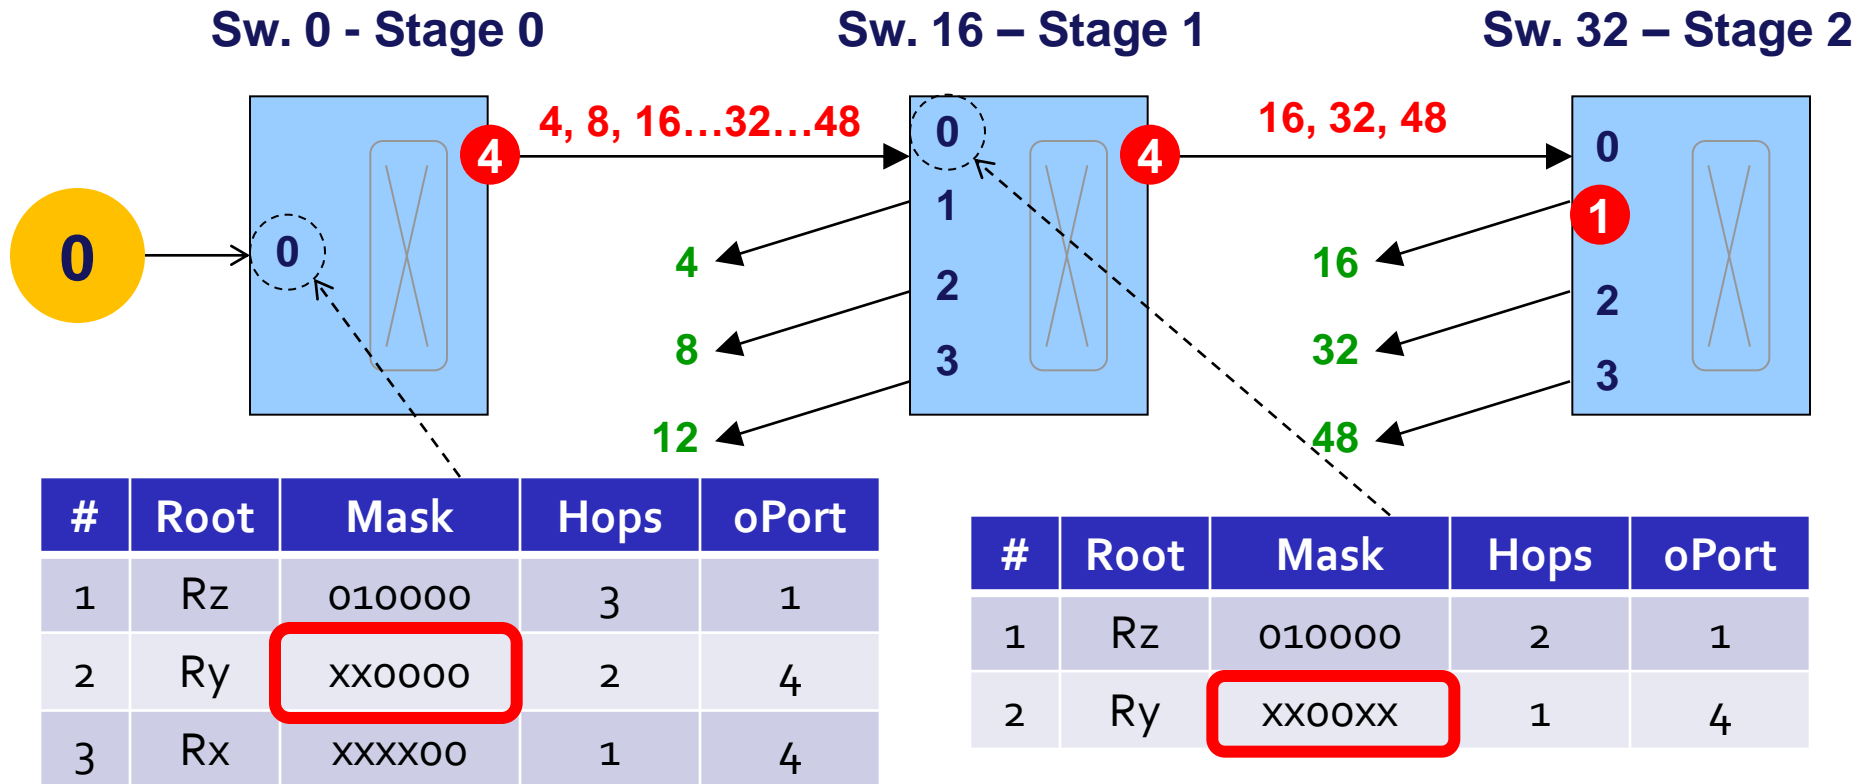 Sw. 0 - Stage 0
Sw. 16 – Stage 1
Sw. 32 – Stage 2
0
0
4
4, 8, 16…32…48
0
1
2
3
4
4
8
12
16, 32, 48
0
1
2
3
16
32
48
# Root Mask Hops oPort
1 Rz 010000 3 1
2 Ry xx0000 2 4
3 Rx xxxx00 1 4
# Root Mask Hops oPort
1 Rz 010000 2 1
2 Ry xx00xx 1 4